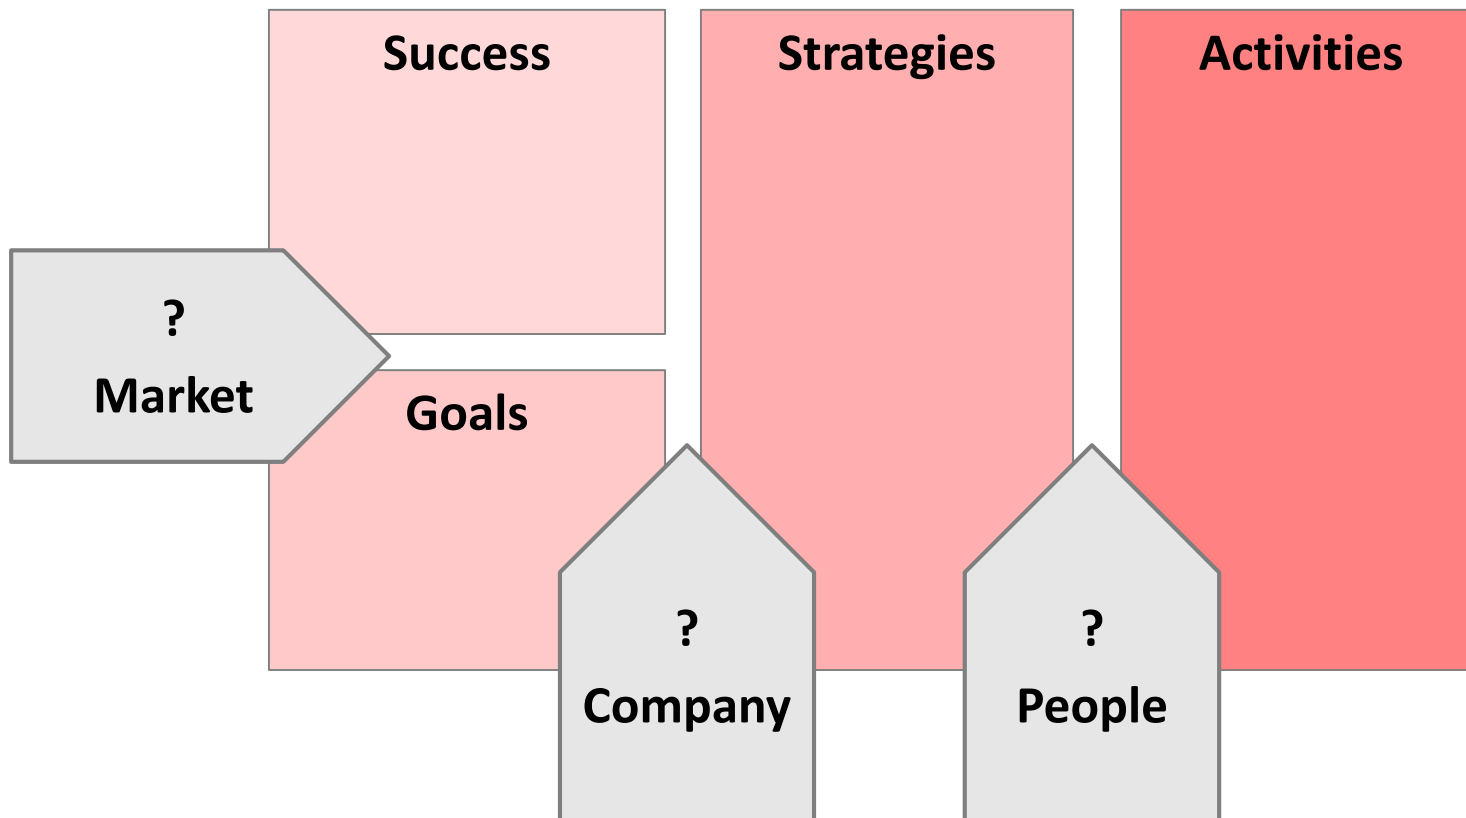 Success
Strategies
Activities
?
Market
Goals
?
Company
?
People